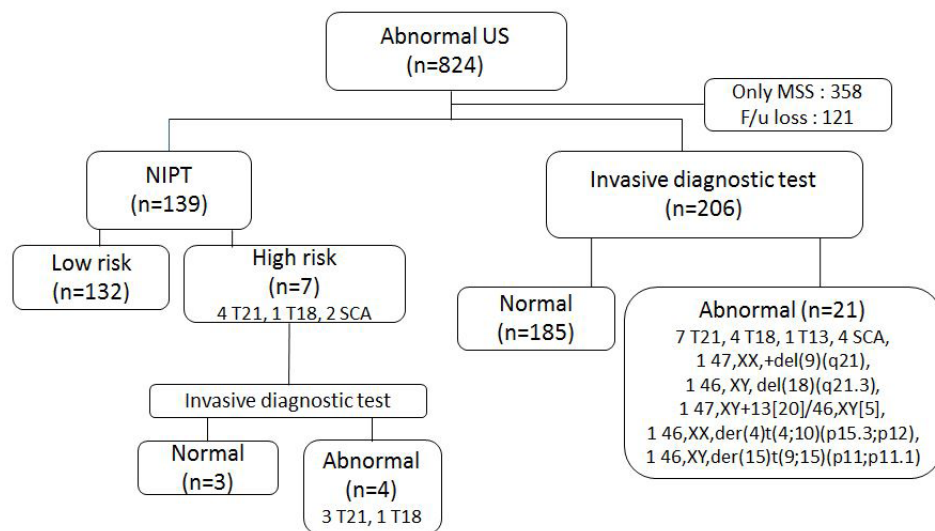 Abnormal US
(n=824)
Only MSS : 358
F/u loss : 121
NIPT
(n=139)
Invasive diagnostic test
(n=206)
Low risk
(n=132)
High risk
(n=7)
4 T21, 1 T18, 2 SCA
Normal
(n=185)
Abnormal (n=21)
7 T21, 4 T18, 1 T13, 4 SCA,
1 47,XX,+del(9)(q21),
1 46, XY, del(18)(q21.3),
1 47,XY+13[20]/46,XY[5],
1 46,XX,der(4)t(4;10)(p15.3;p12),
1 46,XY,der(15)t(9;15)(p11;p11.1)
Invasive diagnostic test
Normal
(n=3)
Abnormal
(n=4)
3 T21, 1 T18